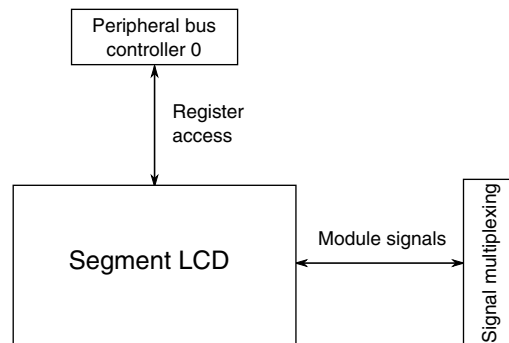 Peripheral bus
controller 0
Register
access
Segment LCD
Module signals
Signal multiplexing